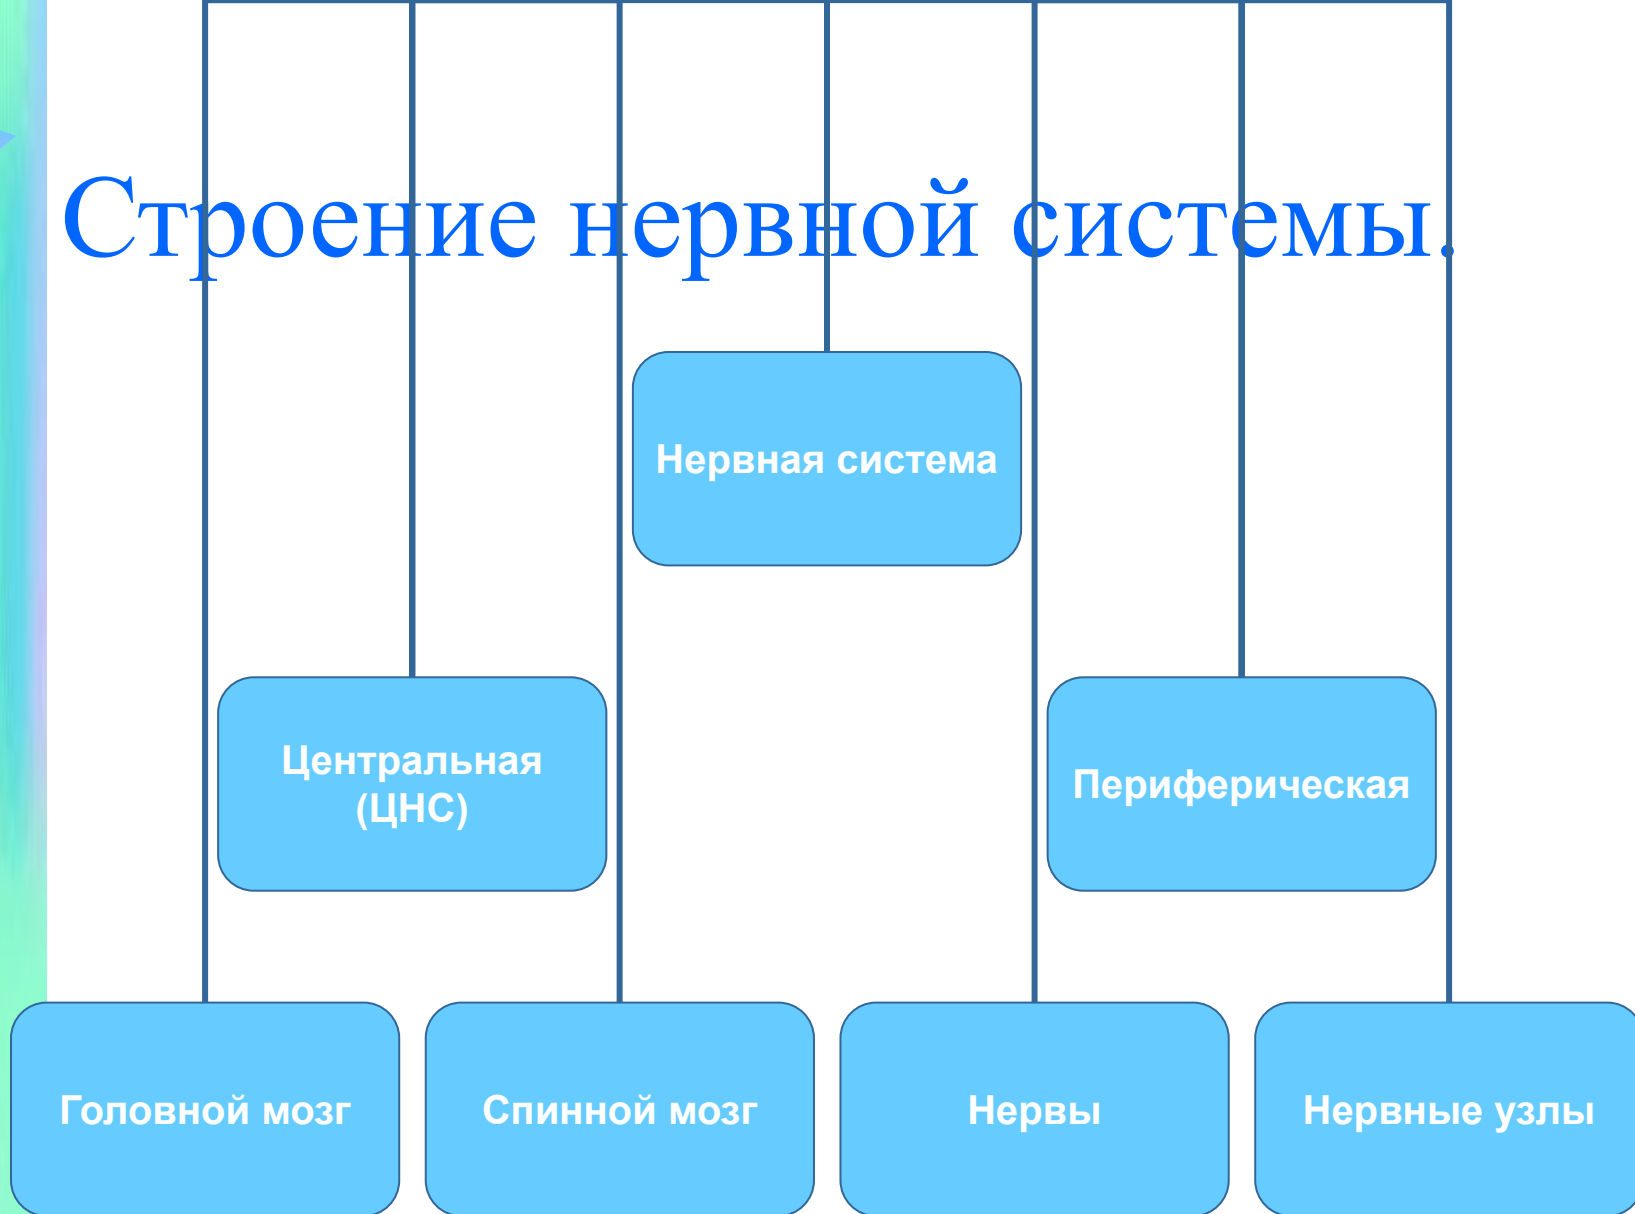 Строение нервной системы.
Нервная система
Центральная
(ЦНС)
Периферическая
Головной мозг
Спинной мозг
Нервы
Нервные узлы